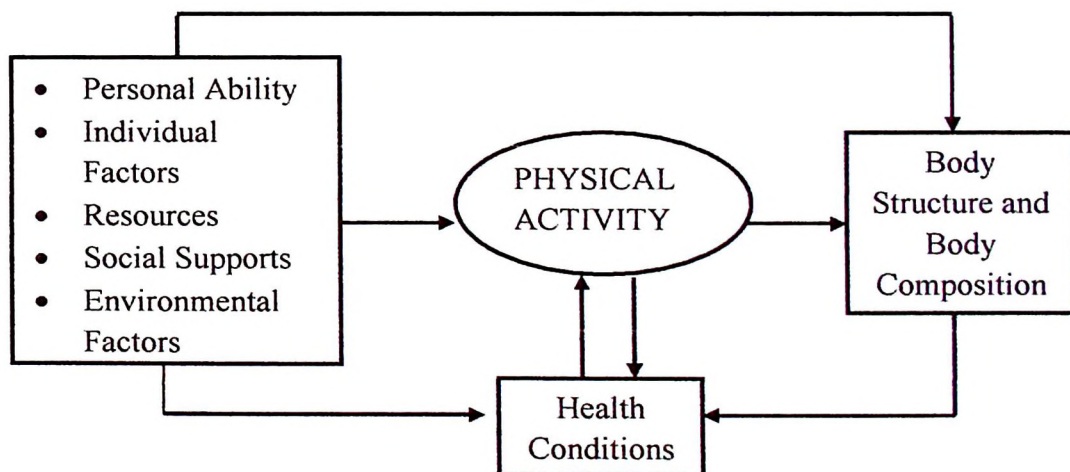 • Personal Ability
• Individual
Factors
• Resources
• Social Supports
• Environmental
Factors
PHYSICAL
ACTIVITY
Body
Structure and
Body
Composition
Health
Conditions